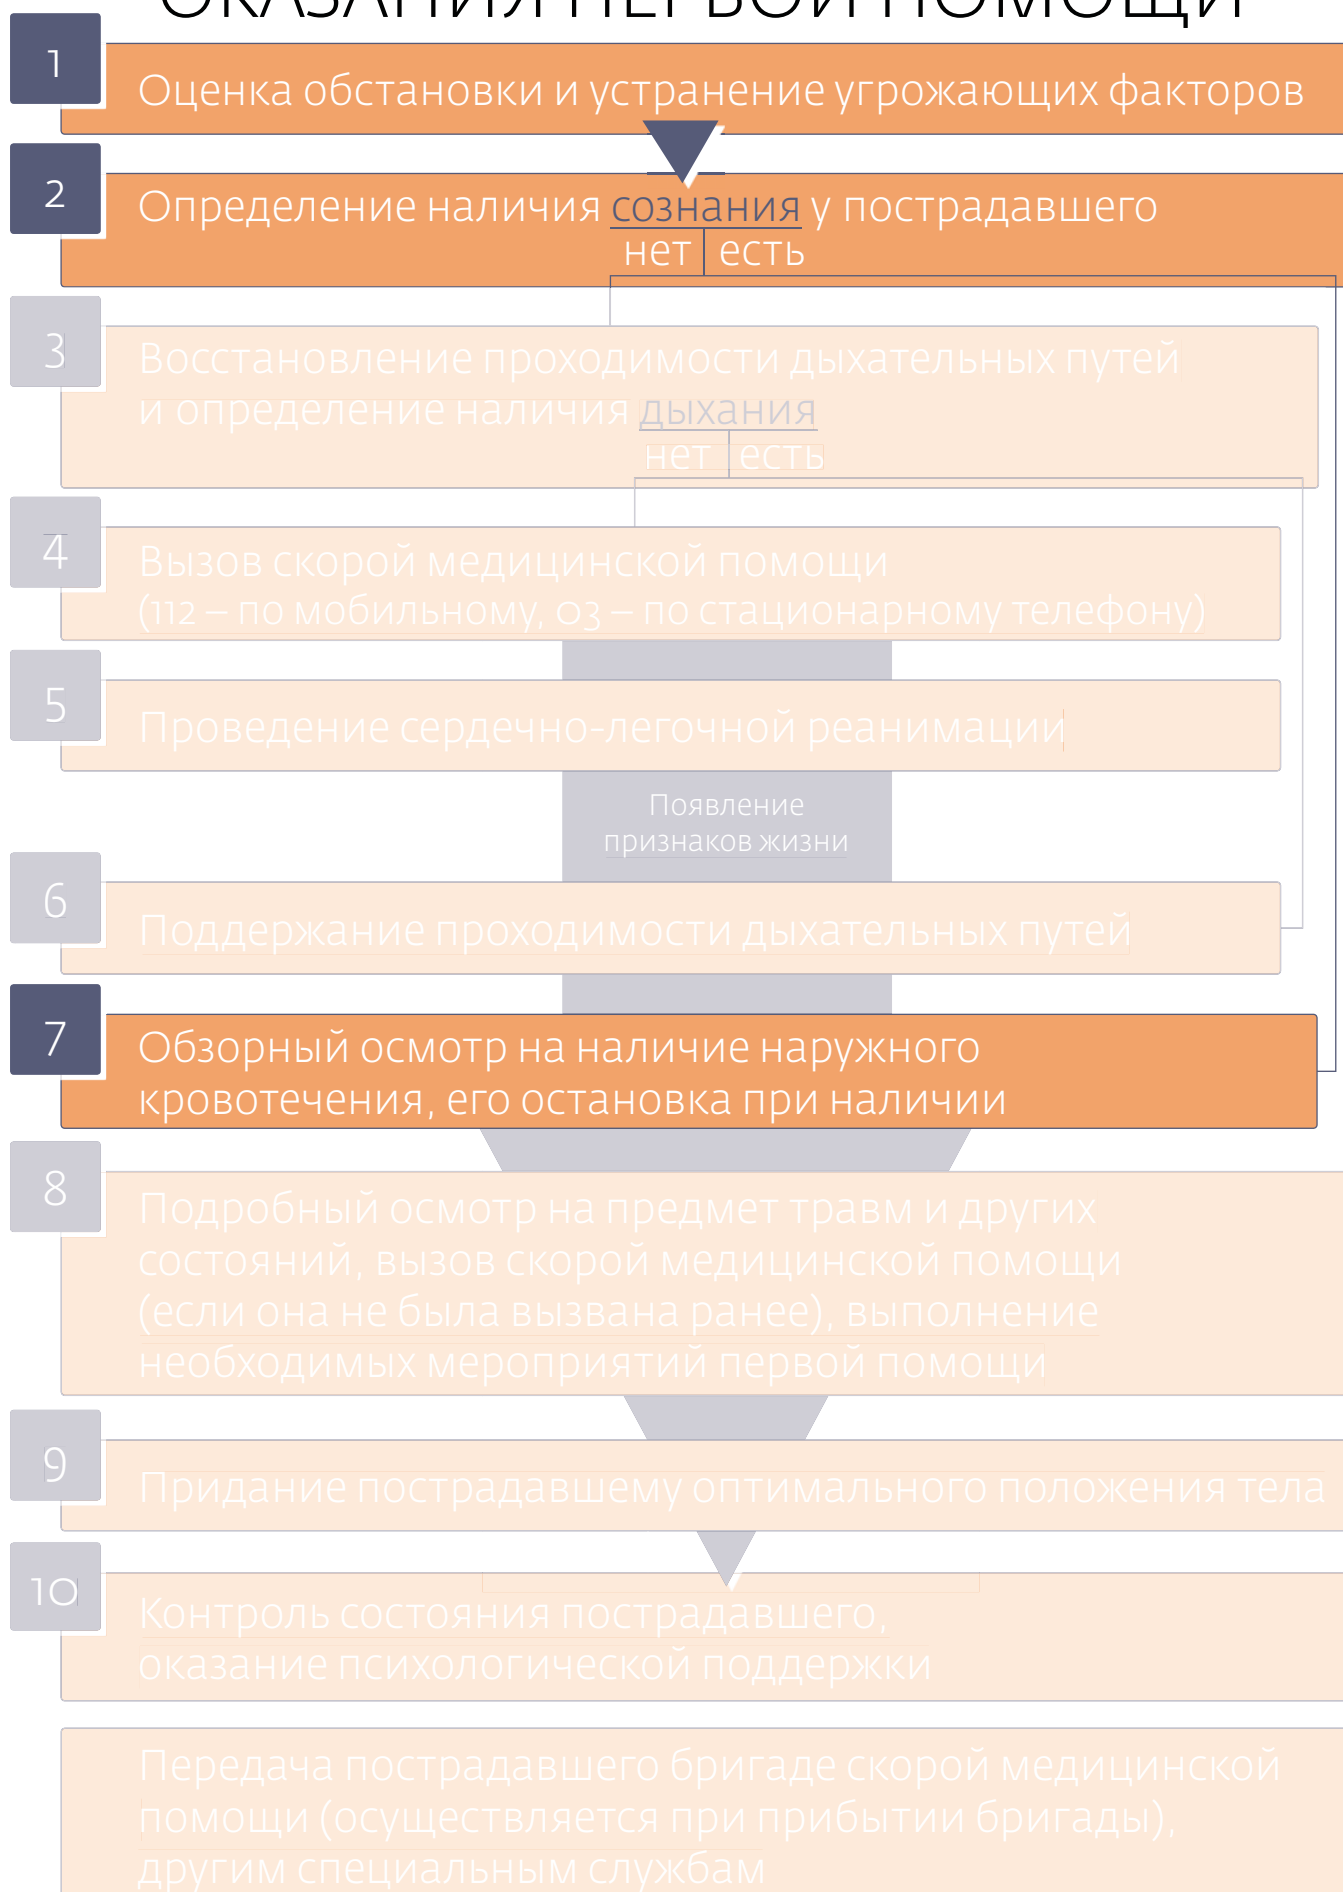 ОКАЗАНИЯ ПЕРВОЙ ПОМОЩИ
1
Оценка обстановки и устранение угрожающих факторов
2
Определение наличия сознания у пострадавшего
нет есть
3
Восстановление проходимости дыхательных путей
и определение наличия дыхания
нет есть
4
Вызов скорой медицинской помощи
(112 – по мобильному, 03 – по стационарному телефону)
5
Проведение сердечно-легочной реанимации
Появление
признаков жизни
6
Поддержание проходимости дыхательных путей
7
Обзорный осмотр на наличие наружного
кровотечения, его остановка при наличии
8
Подробный осмотр на предмет травм и других
состояний, вызов скорой медицинской помощи
(если она не была вызвана ранее), выполнение
необходимых мероприятий первой помощи
9
Придание пострадавшему оптимального положения тела
10
Контроль состояния пострадавшего,
оказание психологической поддержки
Передача пострадавшего бригаде скорой медицинской
помощи (осуществляется при прибытии бригады),
другим специальным службам